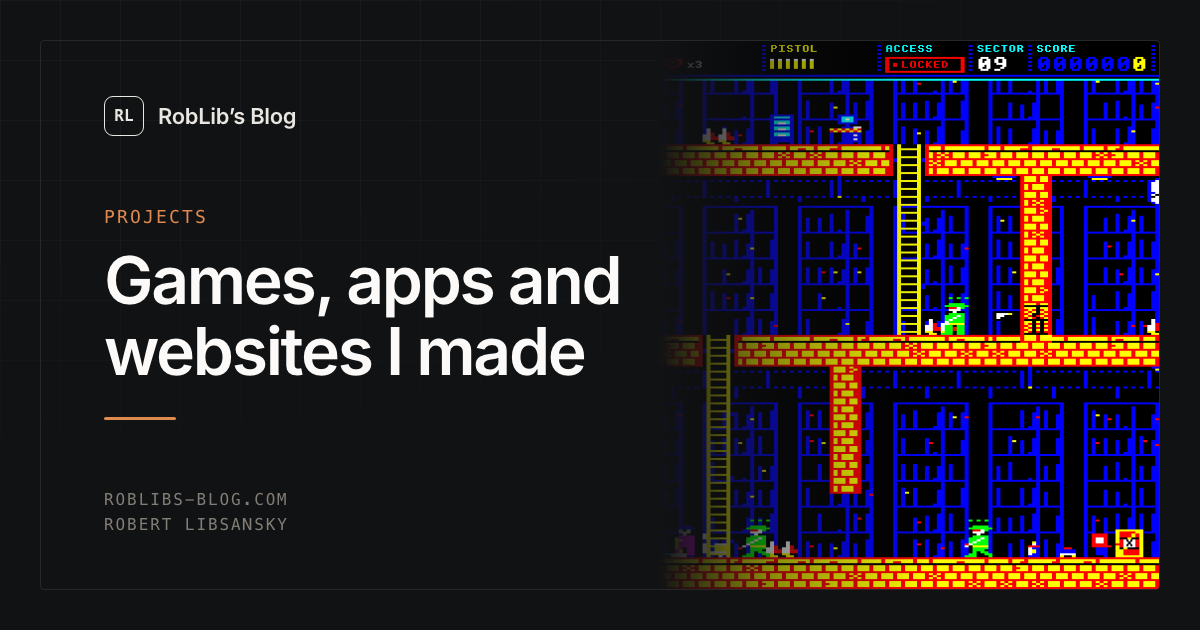 RL
RobLib's Blog
PROJECTS
Games, apps and
websites I made
ROBLIBS-BLOG.COM
ROBERT LIBSANSKY
x3
PISTOL
ACCESS
LOCKED
SECTOR
09
SCORE
0000000